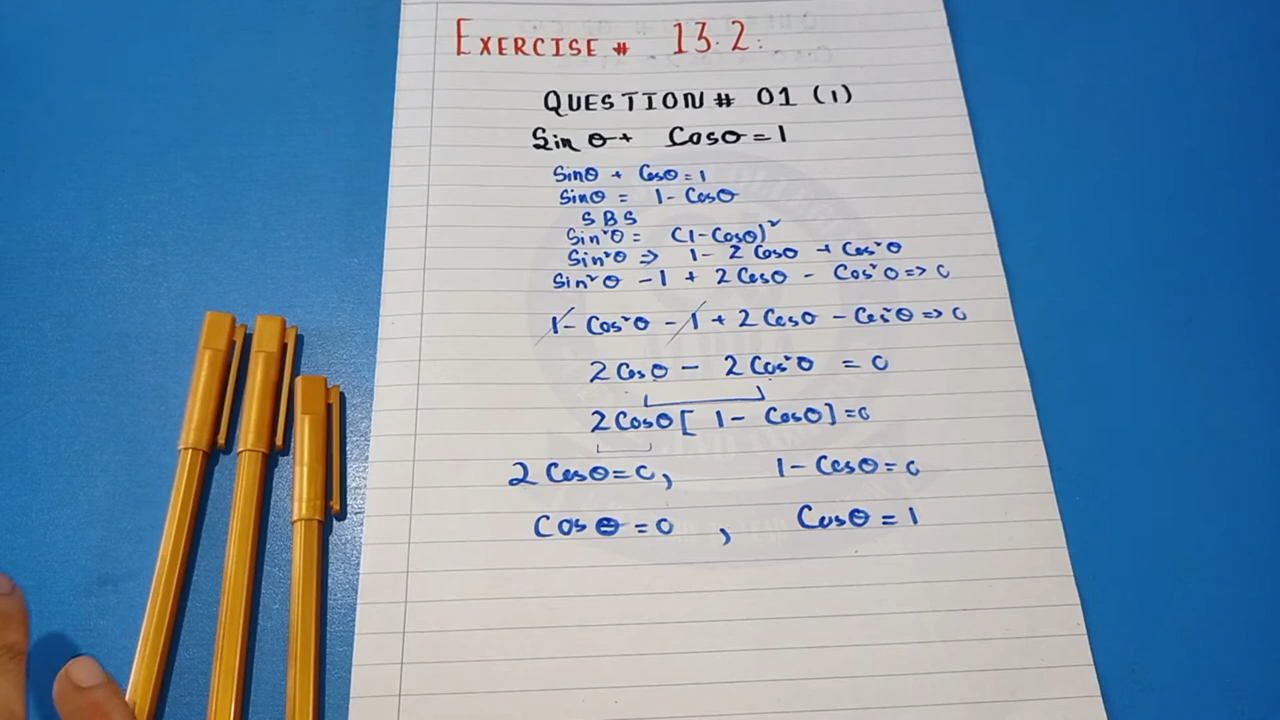 EXERCISE # 13.2:
QUESTION # 01 (1)
Sin θ + Cosθ = 1
Sinθ + Cosθ = 1
Sinθ = 1 - Cosθ
S B S
Sin²θ = (1-Cosθ)²
Sin²θ ⇒ 1 - 2 Cosθ + Cos²θ
Sin²θ - 1 + 2 Cosθ - Cos²θ ⇒ 0
1 - Cos²θ - 1 + 2 Cosθ - Cos²θ ⇒ 0
2 Cosθ - 2 Cos²θ = 0
2 Cosθ [ 1 - Cosθ] = 0
2 Cosθ = 0, 1 - Cosθ = 0
Cos θ = 0 , Cosθ = 1